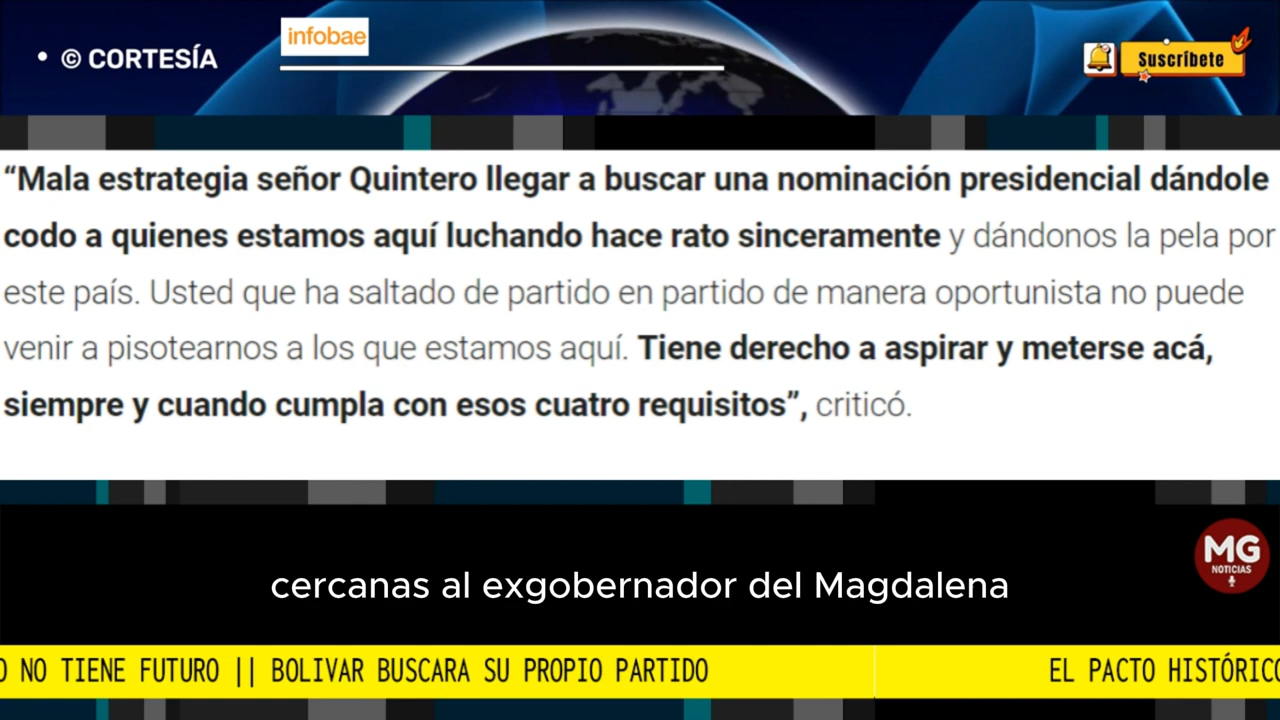 • © CORTESÍA
infobae
Suscríbete
“Mala estrategia señor Quintero llegar a buscar una nominación presidencial dándole
codo a quienes estamos aquí luchando hace rato sinceramente y dándonos la pela por
este país. Usted que ha saltado de partido en partido de manera oportunista no puede
venir a pisotearnos a los que estamos aquí. Tiene derecho a aspirar y meterse acá,
siempre y cuando cumpla con esos cuatro requisitos”, criticó.
MG
NOTICIAS
cercanas al exgobernador del Magdalena
O NO TIENE FUTURO || BOLIVAR BUSCARA SU PROPIO PARTIDO EL PACTO HISTÓRICO